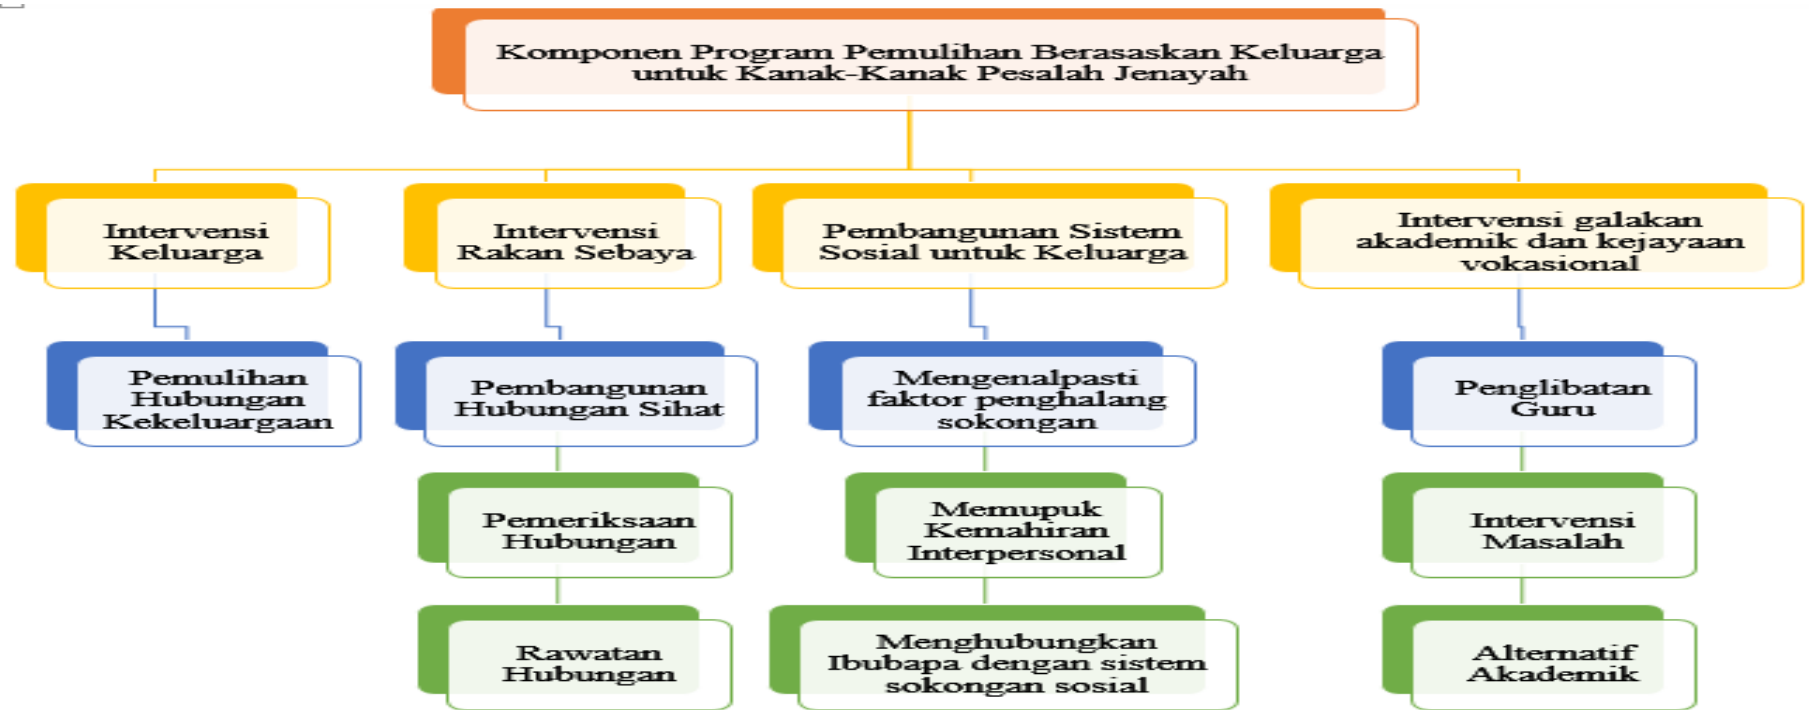 Komponen Program Pemulihan Berasaskan Keluarga
untuk Kanak-Kanak Pesalah Jenayah
Intervensi
Keluarga
Intervensi
Rakan Sebaya
Pembangunan Sistem
Sosial untuk Keluarga
Intervensi galakan
akademik dan kejayaan
vokasional
Pemulihan
Hubungan
Kekeluargaan
Pembangunan
Hubungan Sihat
Mengenalpasti
faktor penghalang
sokongan
Penglibatan
Guru
Pemeriksaan
Hubungan
Memupuk
Kemahiran
Interpersonal
Intervensi
Masalah
Rawatan
Hubungan
Menghubungkan
Ibubapa dengan sistem
sokongan sosial
Alternatif
Akademik